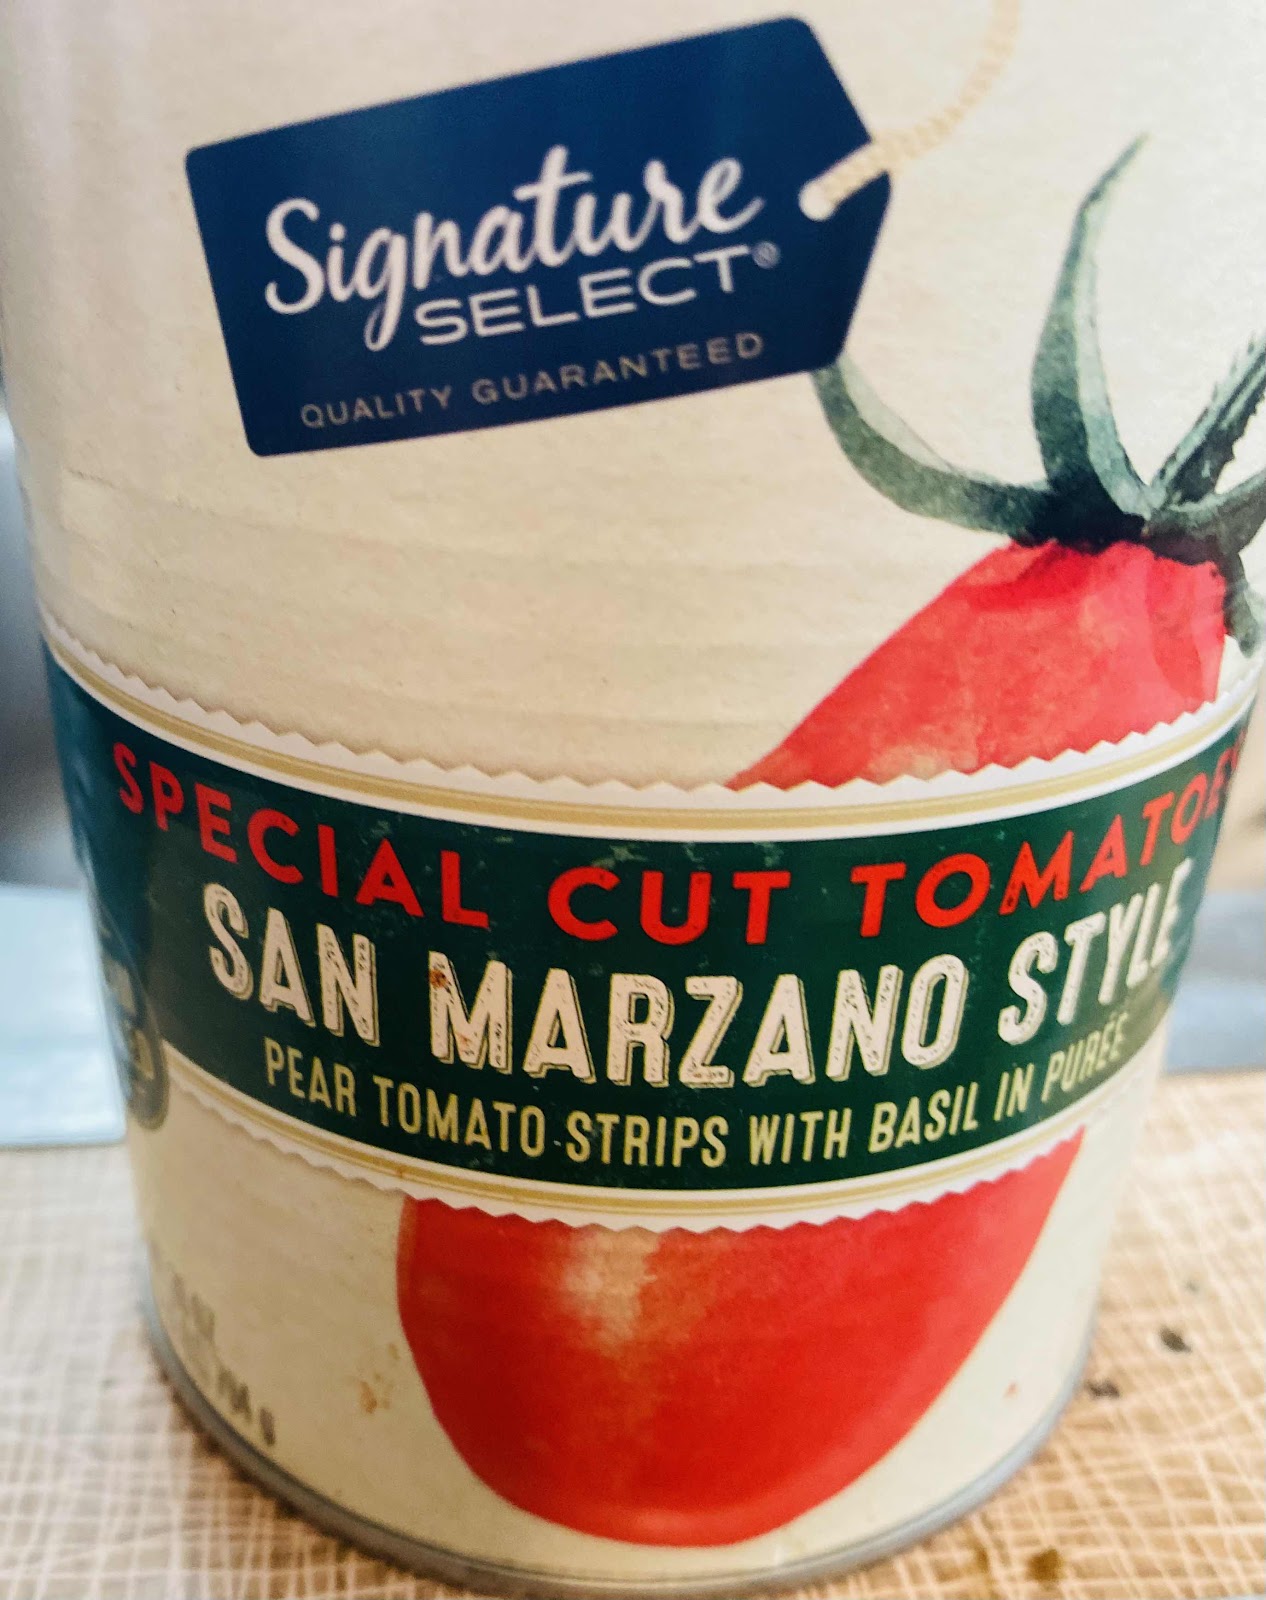 Signature
SELECT®
QUALITY GUARANTEED
SPECIAL CUT TOMATOES
SAN MARZANO STYLE
PEAR TOMATO STRIPS WITH BASIL IN PURÉE